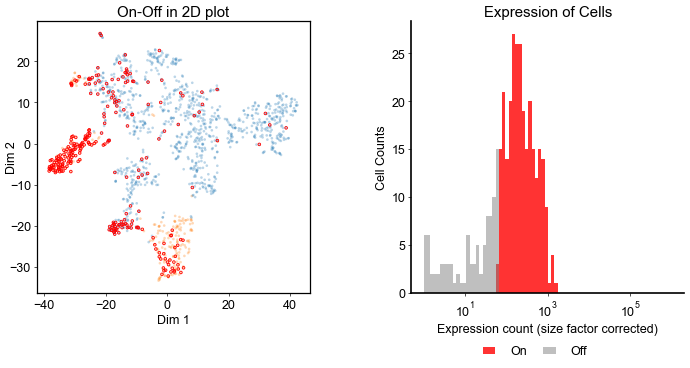 On-Off in 2D plot
Dim 2
20
10
0
−10
−20
−30
−40
−20
0
20
40
Dim 1
Expression of Cells
Cell Counts
25
20
15
10
5
0
10^1
10^3
10^5
Expression count (size factor corrected)
On
Off